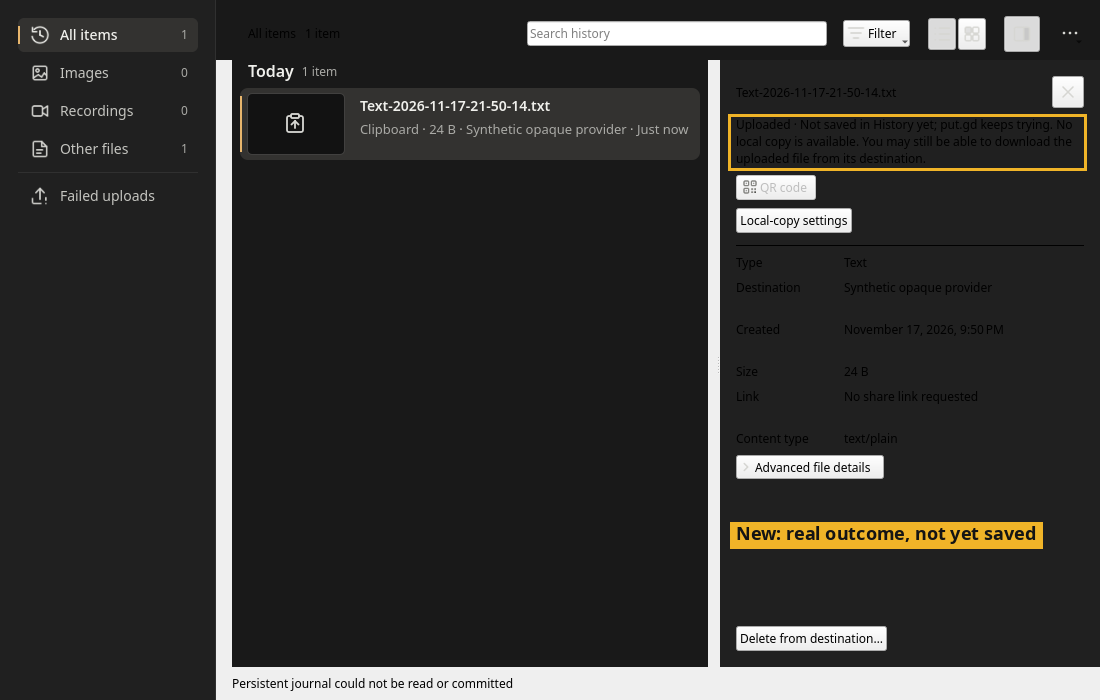 All items 1
Images 0
Recordings 0
Other files 1
Failed uploads
All items 1 item
Search history
Filter
Today 1 item
Text-2026-11-17-21-50-14.txt
Clipboard · 24 B · Synthetic opaque provider · Just now
Text-2026-11-17-21-50-14.txt
Uploaded · Not saved in History yet; put.gd keeps trying. No
local copy is available. You may still be able to download the
uploaded file from its destination.
QR code
Local-copy settings
Type Text
Destination Synthetic opaque provider
Created November 17, 2026, 9:50 PM
Size 24 B
Link No share link requested
Content type text/plain
Advanced file details
New: real outcome, not yet saved
Delete from destination...
Persistent journal could not be read or committed